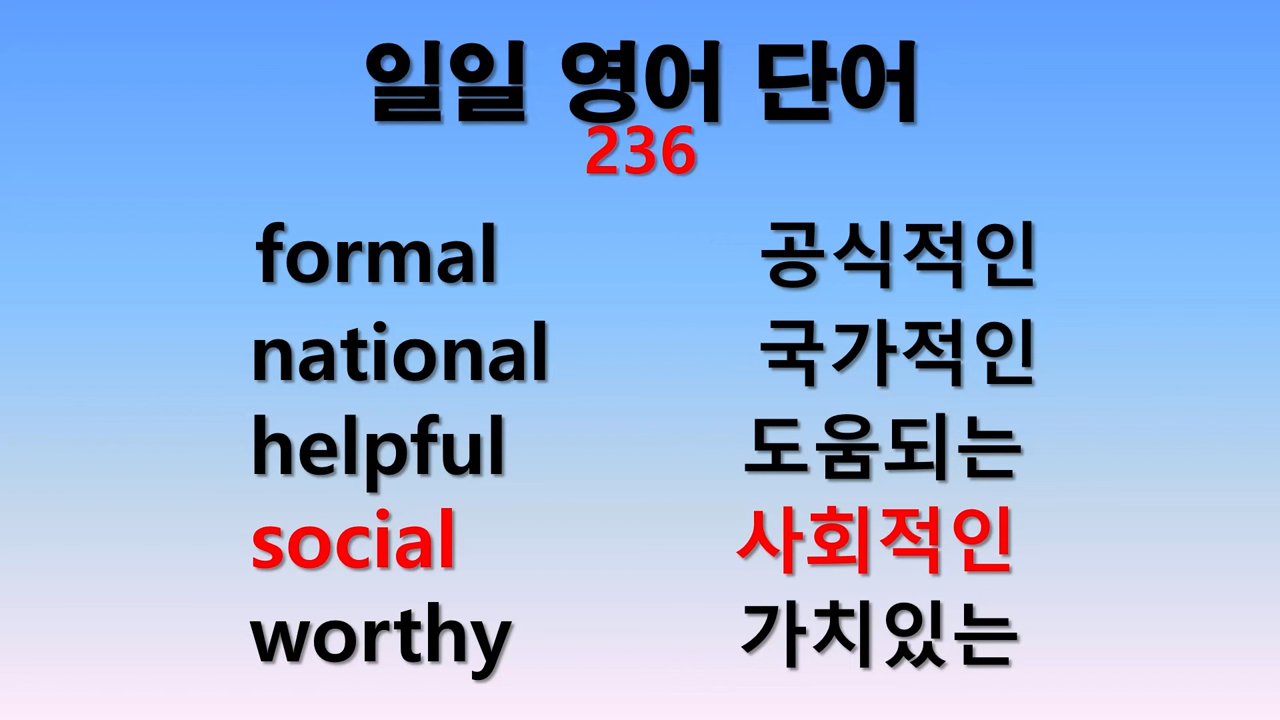 일일 영어 단어
236
formal 공식적인
national 국가적인
helpful 도움되는
social 사회적인
worthy 가치있는